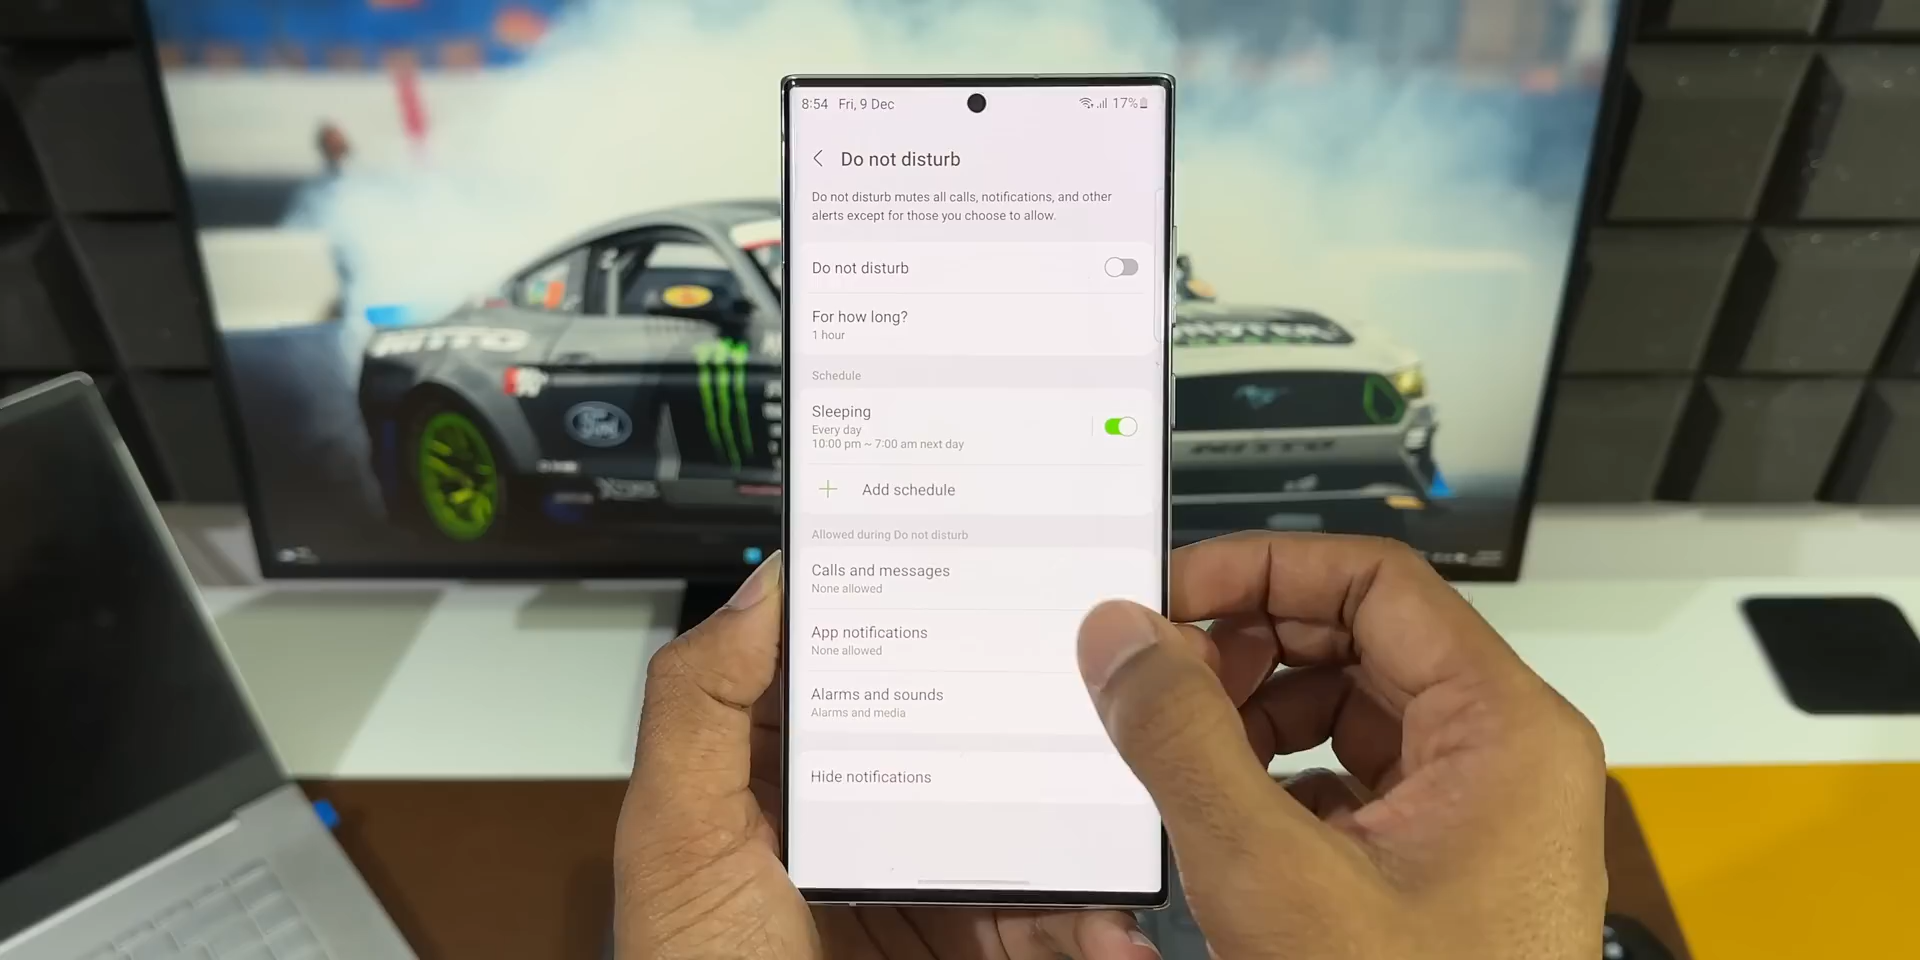 8:54 Fri, 9 Dec 17%
Do not disturb
Do not disturb mutes all calls, notifications, and other
alerts except for those you choose to allow.
Do not disturb
For how long?
1 hour
Schedule
Sleeping
Every day
10:00 pm ~ 7:00 am next day
Add schedule
Allowed during Do not disturb
Calls and messages
None allowed
App notifications
None allowed
Alarms and sounds
Alarms and media
Hide notifications
NITTO
Ford
NITTO